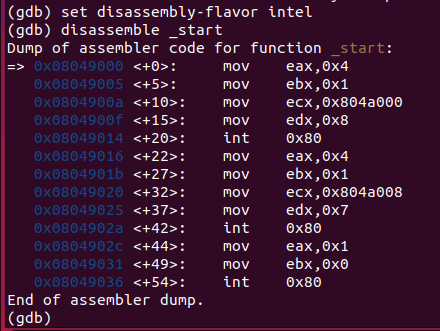 (gdb) set disassembly-flavor intel
(gdb) disassemble _start
Dump of assembler code for function _start:
=> 0x08049000 <+0>:     mov    eax,0x4
   0x08049005 <+5>:     mov    ebx,0x1
   0x0804900a <+10>:    mov    ecx,0x804a000
   0x0804900f <+15>:    mov    edx,0x8
   0x08049014 <+20>:    int    0x80
   0x08049016 <+22>:    mov    eax,0x4
   0x0804901b <+27>:    mov    ebx,0x1
   0x08049020 <+32>:    mov    ecx,0x804a008
   0x08049025 <+37>:    mov    edx,0x7
   0x0804902a <+42>:    int    0x80
   0x0804902c <+44>:    mov    eax,0x1
   0x08049031 <+49>:    mov    ebx,0x0
   0x08049036 <+54>:    int    0x80
End of assembler dump.
(gdb)